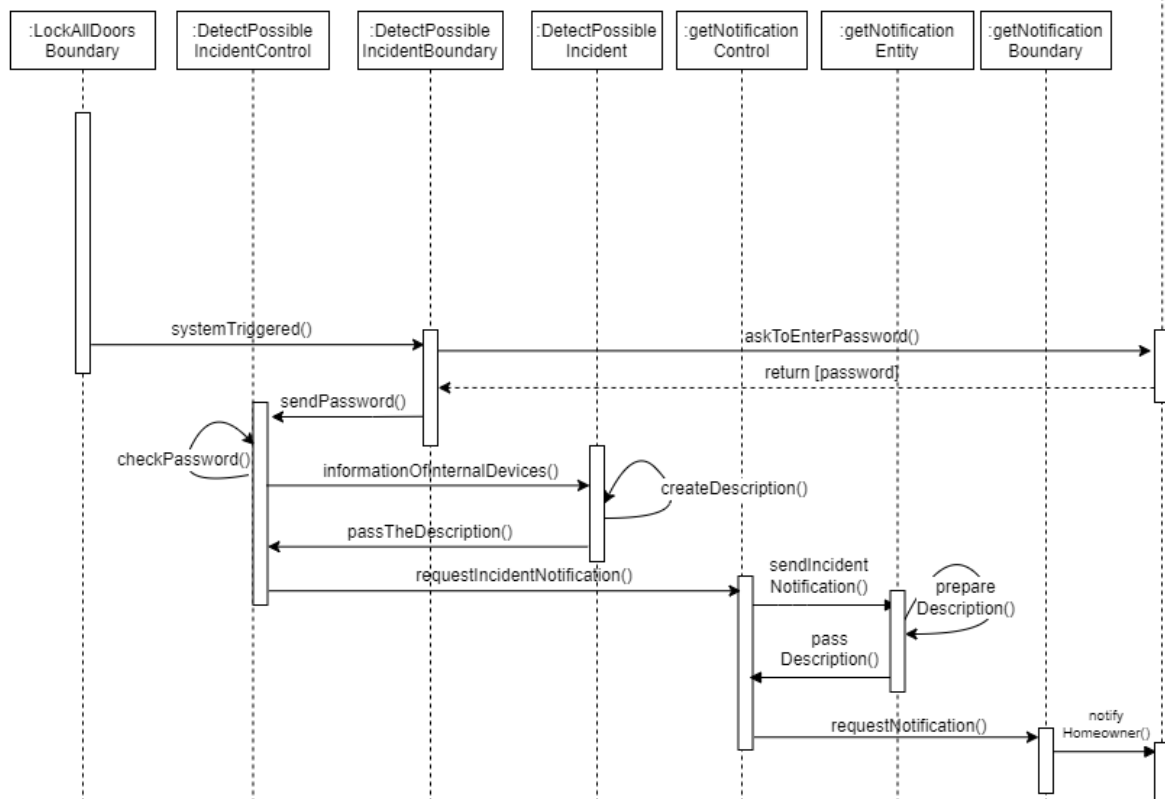 :LockAllDoors
Boundary
:DetectPossible
IncidentControl
:DetectPossible
IncidentBoundary
:DetectPossible
Incident
:getNotification
Control
:getNotification
Entity
:getNotification
Boundary
systemTriggered()
askToEnterPassword()
return [password]
sendPassword()
checkPassword()
informationOfInternalDevices()
createDescription()
passTheDescription()
requestIncidentNotification()
sendIncident
Notification()
prepare
Description()
pass
Description()
requestNotification()
notify
Homeowner()